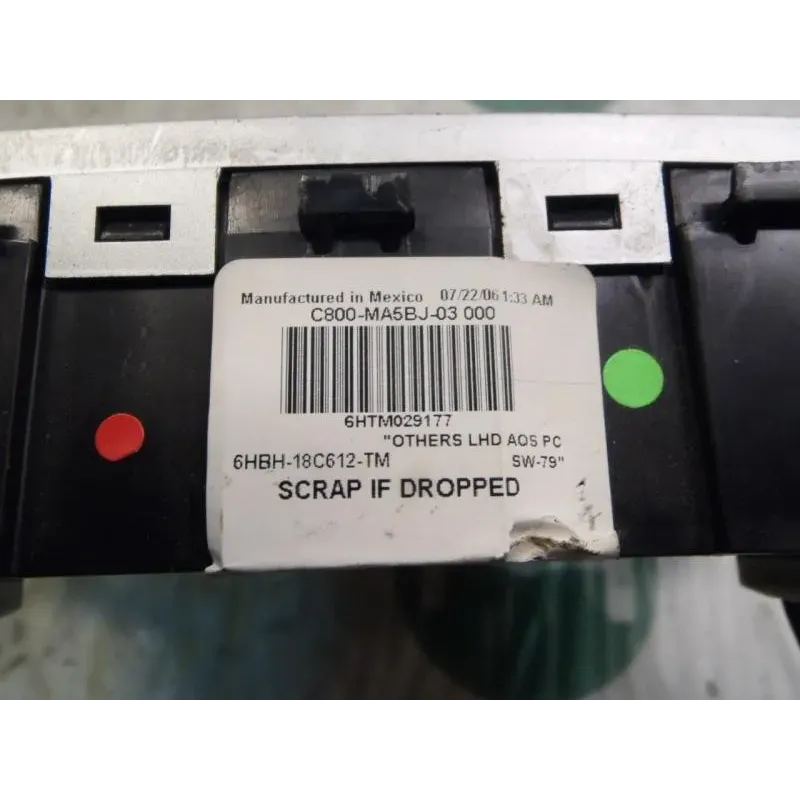 Manufactured in Mexico 07/22/06 1:33 AM
C800-MA5BJ-03 000
6HTM029177
"OTHERS LHD AQS PC
6HBH-18C612-TM SW-79"
SCRAP IF DROPPED